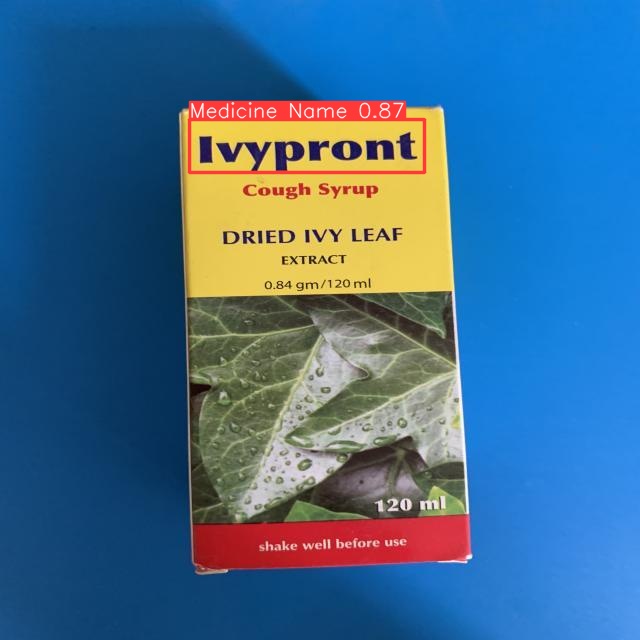 Medicine Name 0.87
Ivypront
Cough Syrup
DRIED IVY LEAF
EXTRACT
0.84 gm/120 ml
120 ml
shake well before use